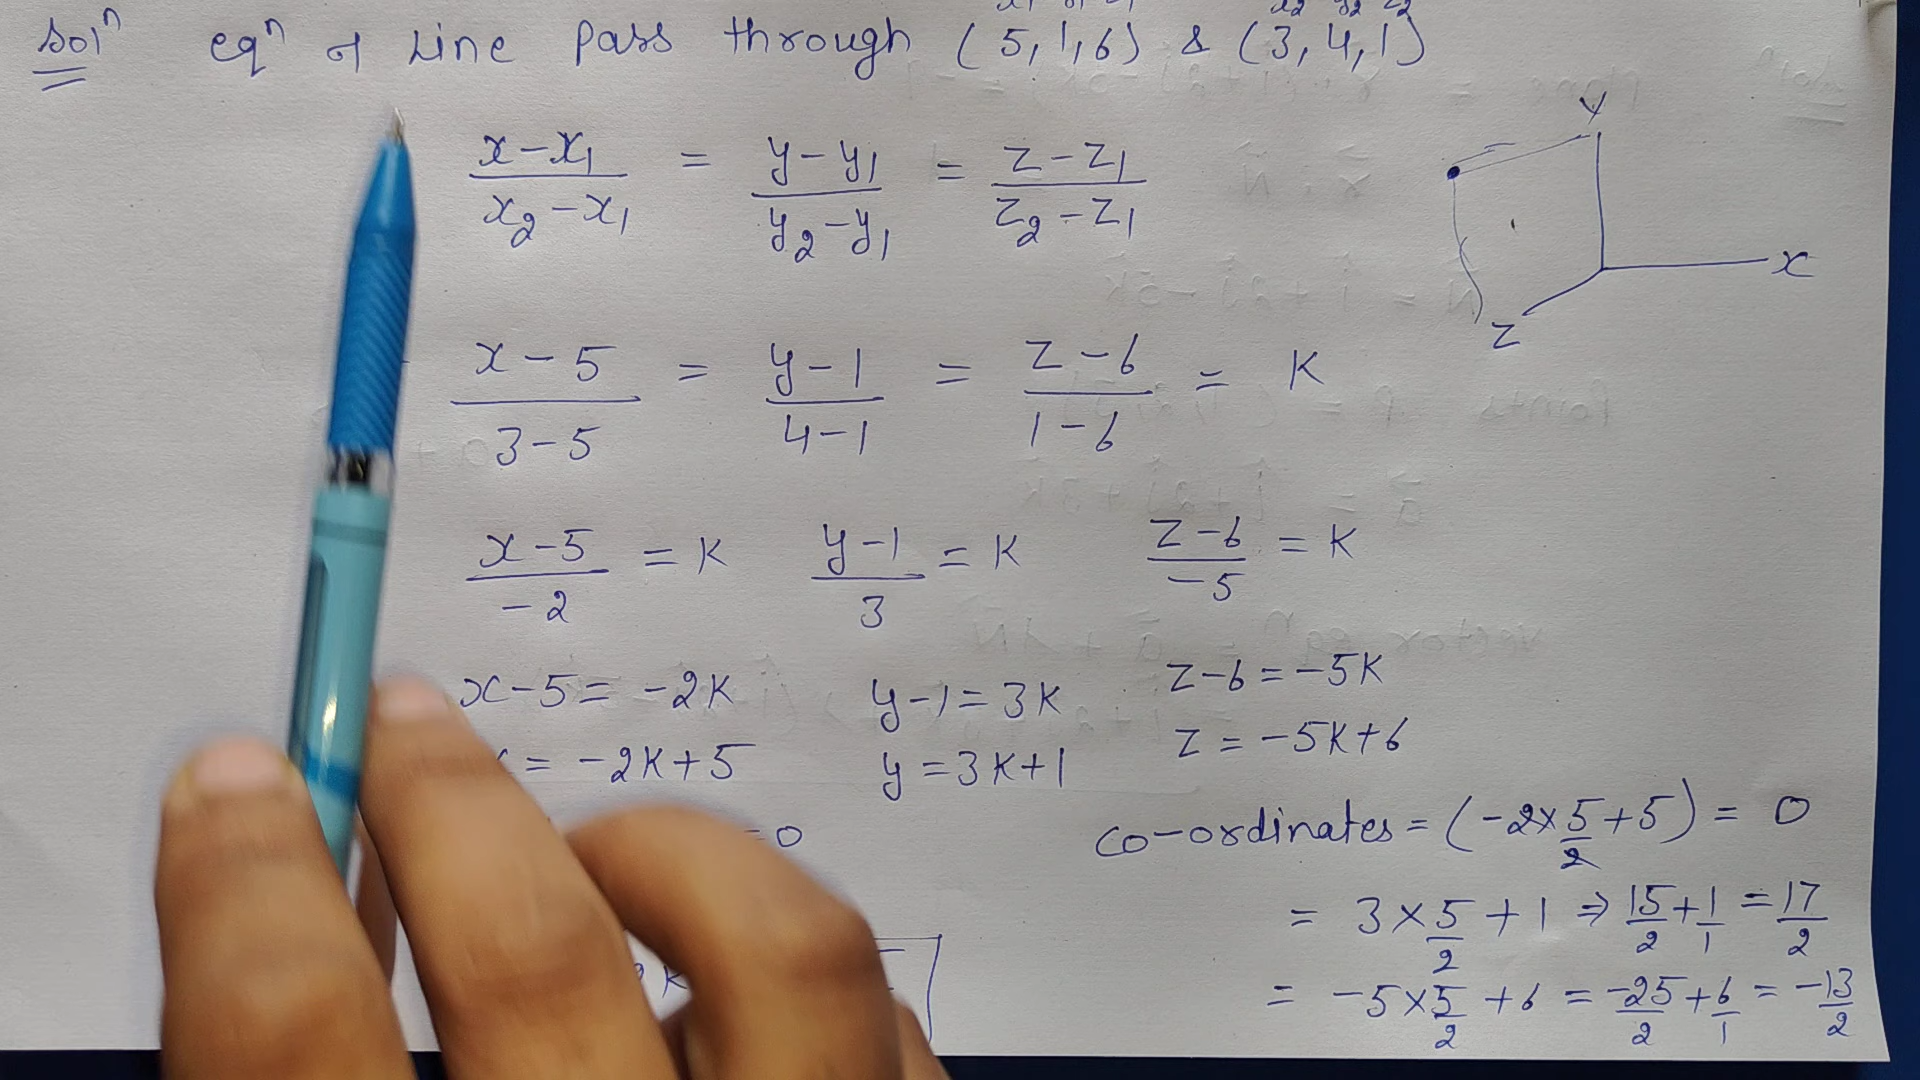 Solⁿ eqⁿ of Line pass through (5,1,6) & (3,4,1)
x-x₁/x₂-x₁ = y-y₁/y₂-y₁ = z-z₁/z₂-z₁
Y
X
Z
x-5/3-5 = y-1/4-1 = z-6/1-6 = K
x-5/-2 = K y-1/3 = K z-6/-5 = K
x-5 = -2K y-1 = 3K z-6 = -5K
= -2K+5 y = 3K+1 z = -5K+6
=0
co-ordinates = (-2×5/2+5) = 0
= 3×5/2+1 ⇒ 15/2+1/1 = 17/2
= -5×5/2+6 = -25/2+6/1 = -13/2